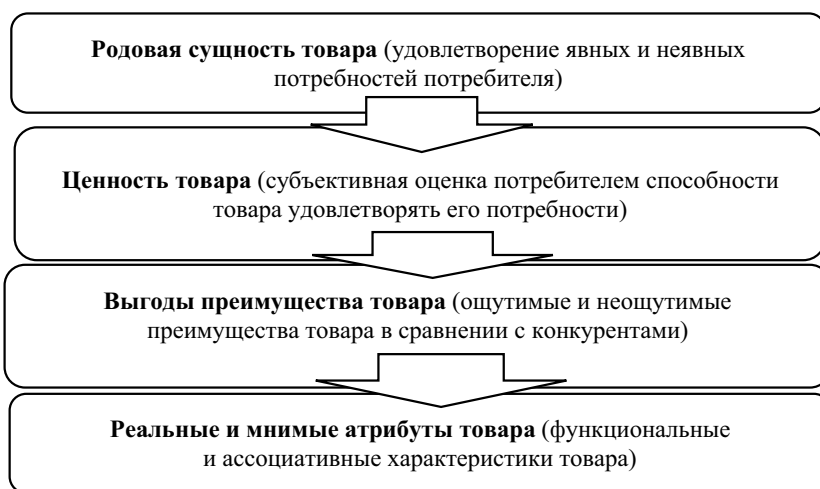 Родовая сущность товара (удовлетворение явных и неявных
потребностей потребителя)
Ценность товара (субъективная оценка потребителем способности
товара удовлетворять его потребности)
Выгоды преимущества товара (ощутимые и неощутимые
преимущества товара в сравнении с конкурентами)
Реальные и мнимые атрибуты товара (функциональные
и ассоциативные характеристики товара)